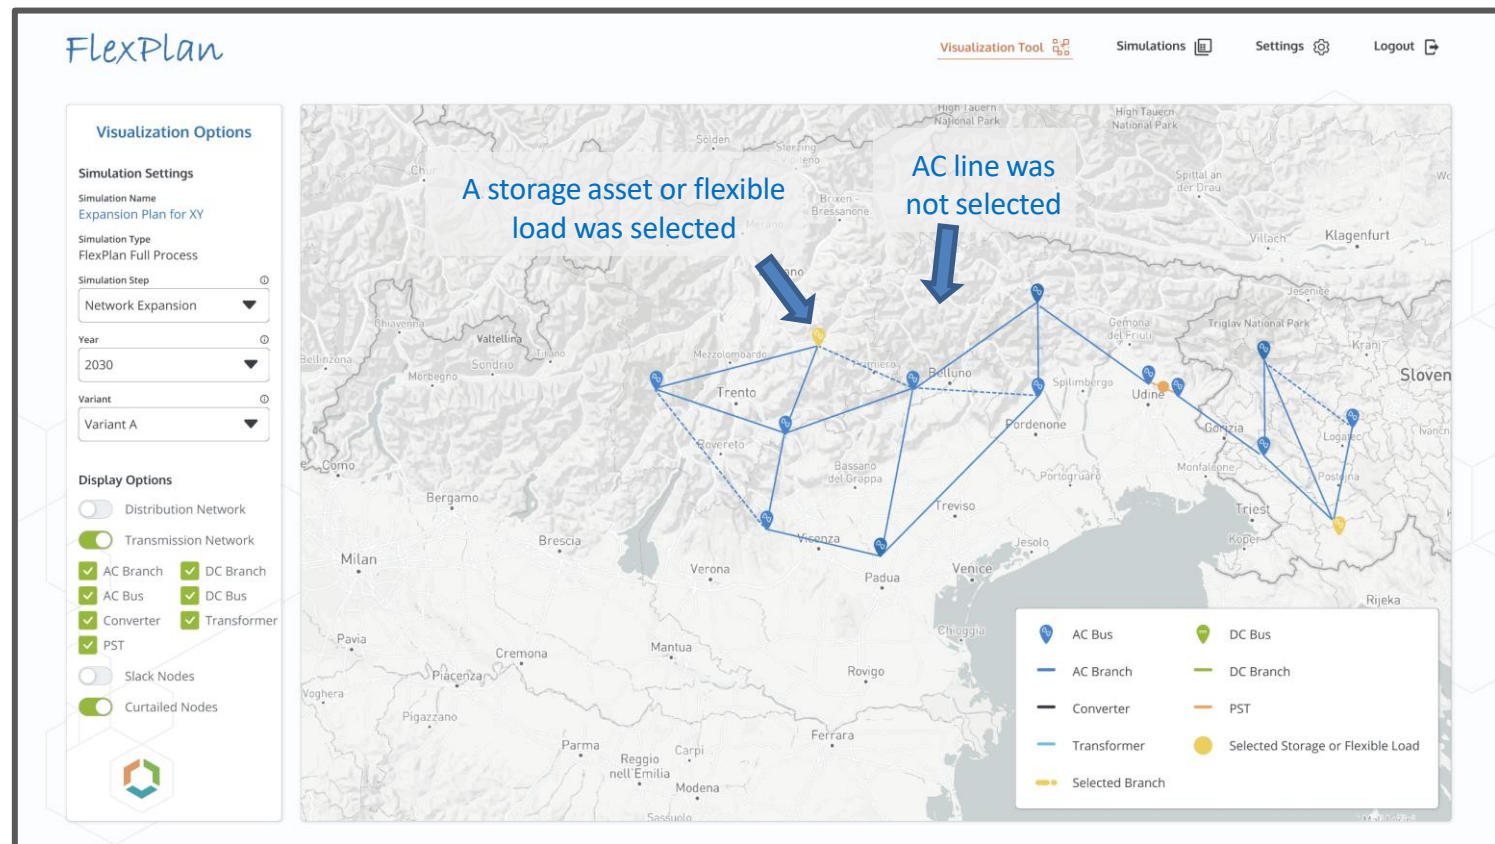 FlexPlan
Visualization Tool
Simulations
Settings
Logout
Visualization Options
Simulation Settings
Simulation Name
Expansion Plan for XY
Simulation Type
FlexPlan Full Process
Simulation Step
Network Expansion
Year
2030
Variant
Variant A
Display Options
Distribution Network
Transmission Network
AC Branch
DC Branch
AC Bus
DC Bus
Converter
Transformer
PST
Slack Nodes
Curtailed Nodes
A storage asset or flexible
load was selected
AC line was
not selected
High Tauern
National Park
High Tauern
National Park
Solden
Sterzing
Chur
Brixen -
Bressanone
Merano
Spittal an
der Drau
Villach
Klagenfurt
Jesenice
Triglav National Park
Kranj
Sloven
Chiavenna
Valtellina
Tirano
Sondrio
Morbegno
Bellinzona
Mezzolombardo
Trento
Belluno
Gemona
del Friuli
Spilimbergo
Udine
Gorizia
Logatec
Rovereto
Pordenone
Bassano
del Grappa
Portogruaro
Monfalcone
Postojna
Como
Bergamo
Treviso
Triest
Koper
Brescia
Vicenza
Jesolo
Milan
Verona
Padua
Venice
Rijeka
Chioggia
Pavia
Cremona
Mantua
Rovigo
Piacenza
Voghera
Pigazzano
Ferrara
Parma
Reggio
nell'Emilia
Carpi
Modena
Sassuolo
AC Bus
DC Bus
AC Branch
DC Branch
Converter
PST
Transformer
Selected Storage or Flexible Load
Selected Branch